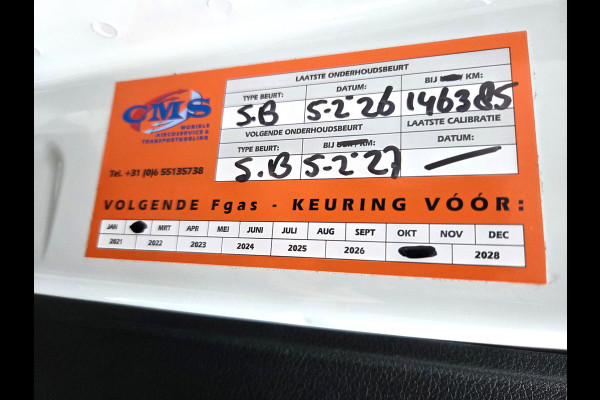 CMS
MOBIELE
AIRCOSERVICE &
TRANSPORTKOELING
Tel. +31 (0)6 55135738
LAATSTE ONDERHOUDSBEURT
TYPE BEURT: DATUM: BIJ KM:
S.B 5-2-26 146385
VOLGENDE ONDERHOUDSBEURT LAATSTE CALIBRATIE
TYPE BEURT: BIJ KM: DATUM:
S.B 5-2-27 —
VOLGENDE Fgas - KEURING VÓÓR:
JAN MRT APR MEI JUNI JULI AUG SEPT OKT NOV DEC
2021 2022 2023 2024 2025 2026 2028